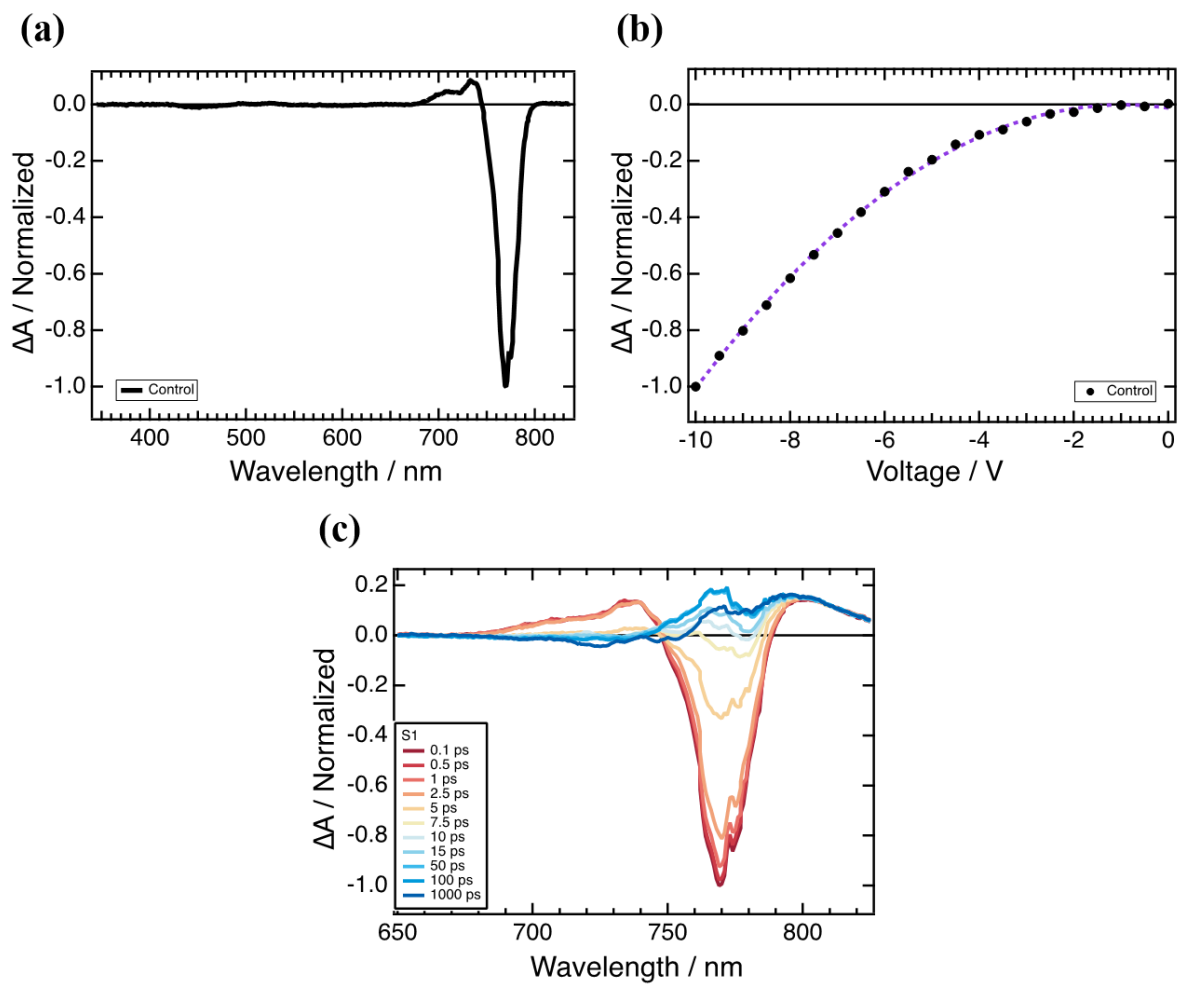 (a)
0.0
-0.2
-0.4
-0.6
-0.8
-1.0
ΔA / Normalized
Control
400 500 600 700 800
Wavelength / nm
(b)
0.0
-0.2
-0.4
-0.6
-0.8
-1.0
ΔA / Normalized
Control
-10 -8 -6 -4 -2 0
Voltage / V
(c)
0.2
0.0
-0.2
-0.4
-0.6
-0.8
-1.0
ΔA / Normalized
S1
0.1 ps
0.5 ps
1 ps
2.5 ps
5 ps
7.5 ps
10 ps
15 ps
50 ps
100 ps
1000 ps
650 700 750 800
Wavelength / nm